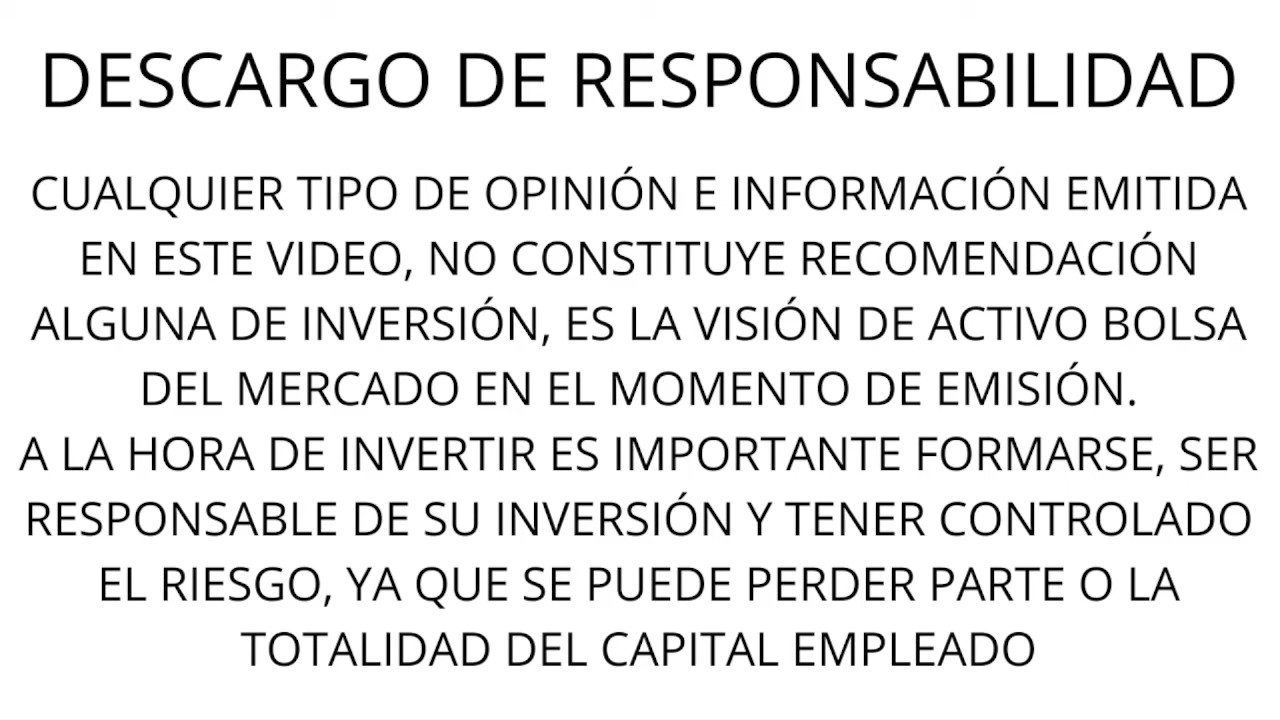 DESCARGO DE RESPONSABILIDAD
CUALQUIER TIPO DE OPINIÓN E INFORMACIÓN EMITIDA
EN ESTE VIDEO, NO CONSTITUYE RECOMENDACIÓN
ALGUNA DE INVERSIÓN, ES LA VISIÓN DE ACTIVO BOLSA
DEL MERCADO EN EL MOMENTO DE EMISIÓN.
A LA HORA DE INVERTIR ES IMPORTANTE FORMARSE, SER
RESPONSABLE DE SU INVERSIÓN Y TENER CONTROLADO
EL RIESGO, YA QUE SE PUEDE PERDER PARTE O LA
TOTALIDAD DEL CAPITAL EMPLEADO